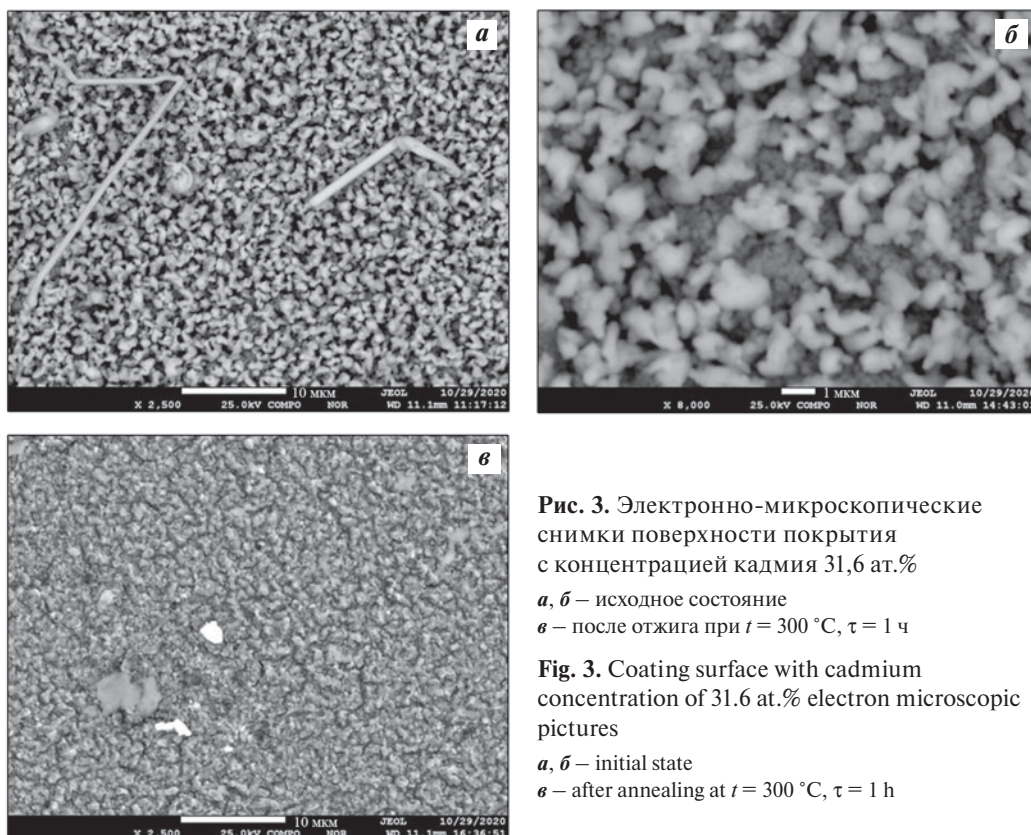 а
10 мкм JEOL 10/29/2020
X 2,500 25.0kV COMPO NOR WD 11.1mm 11:17:12
б
1 мкм JEOL 10/29/2020
X 8,000 25.0kV COMPO NOR WD 11.0mm 14:43:03
в
10 мкм JEOL 10/29/2020
X 2,500 25.0kV COMPO NOR WD 11.1mm 16:36:51
Рис. 3. Электронно-микроскопические
снимки поверхности покрытия
с концентрацией кадмия 31,6 ат.%
а, б – исходное состояние
в – после отжига при t = 300 °C, τ = 1 ч
Fig. 3. Coating surface with cadmium
concentration of 31.6 at.% electron microscopic
pictures
а, б – initial state
в – after annealing at t = 300 °C, τ = 1 h